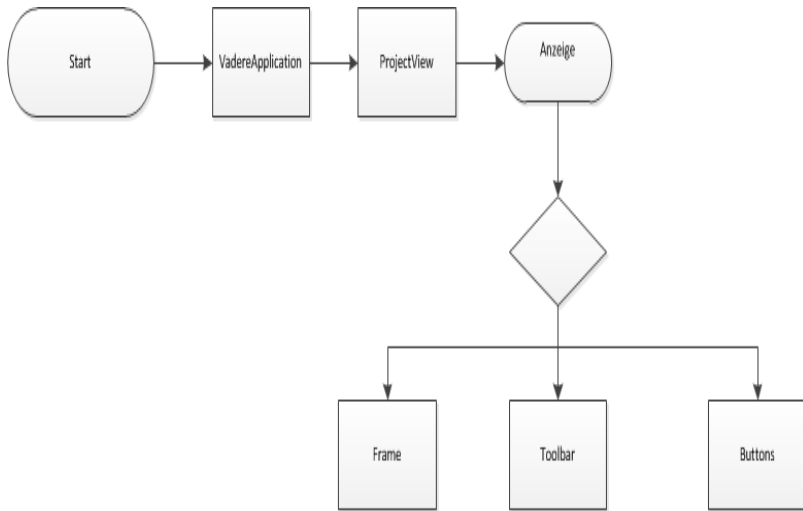 Start
VadereApplication
ProjectView
Anzeige
Frame
Toolbar
Buttons